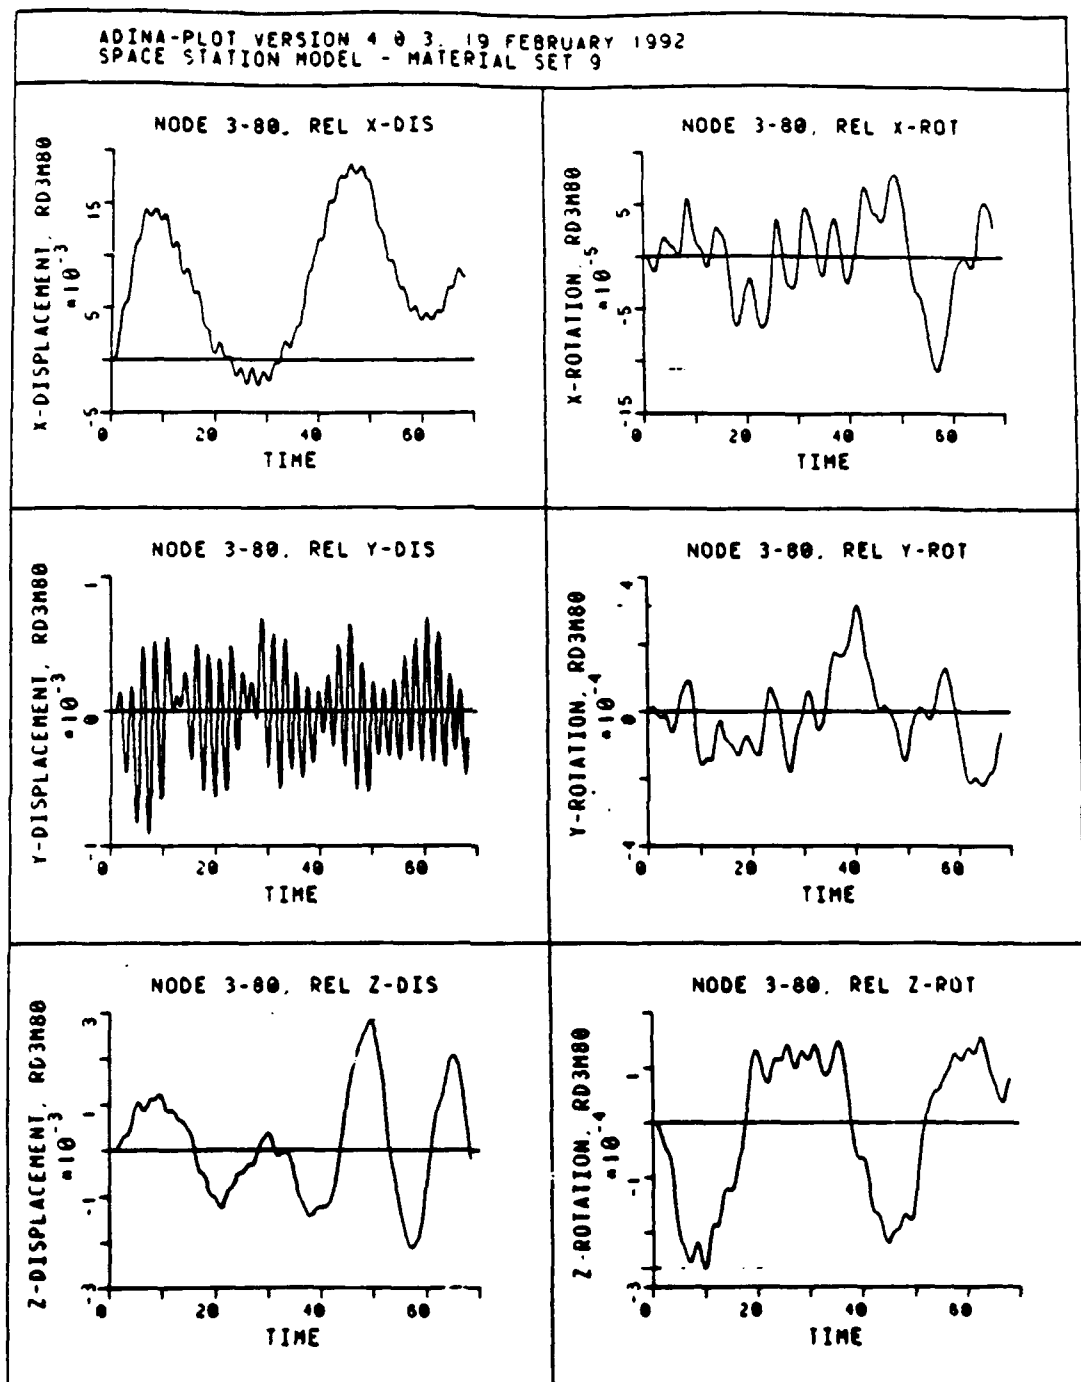 ADINA-PLOT VERSION 4.0.3, 19 FEBRUARY 1992
SPACE STATION MODEL - MATERIAL SET 9
NODE 3-80, REL X-DIS
X-DISPLACEMENT, RD3M80
*10^-3
15
5
-5
0 20 40 60
TIME
NODE 3-80, REL X-ROT
X-ROTATION, RD3M80
*10^-5
5
-5
-15
0 20 40 60
TIME
NODE 3-80, REL Y-DIS
Y-DISPLACEMENT, RD3M80
*10^-3
1
0
-1
0 20 40 60
TIME
NODE 3-80, REL Y-ROT
Y-ROTATION, RD3M80
*10^-4
4
0
-4
0 20 40 60
TIME
NODE 3-80, REL Z-DIS
Z-DISPLACEMENT, RD3M80
*10^-3
3
1
-1
-3
0 20 40 60
TIME
NODE 3-80, REL Z-ROT
Z-ROTATION, RD3M80
*10^-4
1
-1
-3
0 20 40 60
TIME